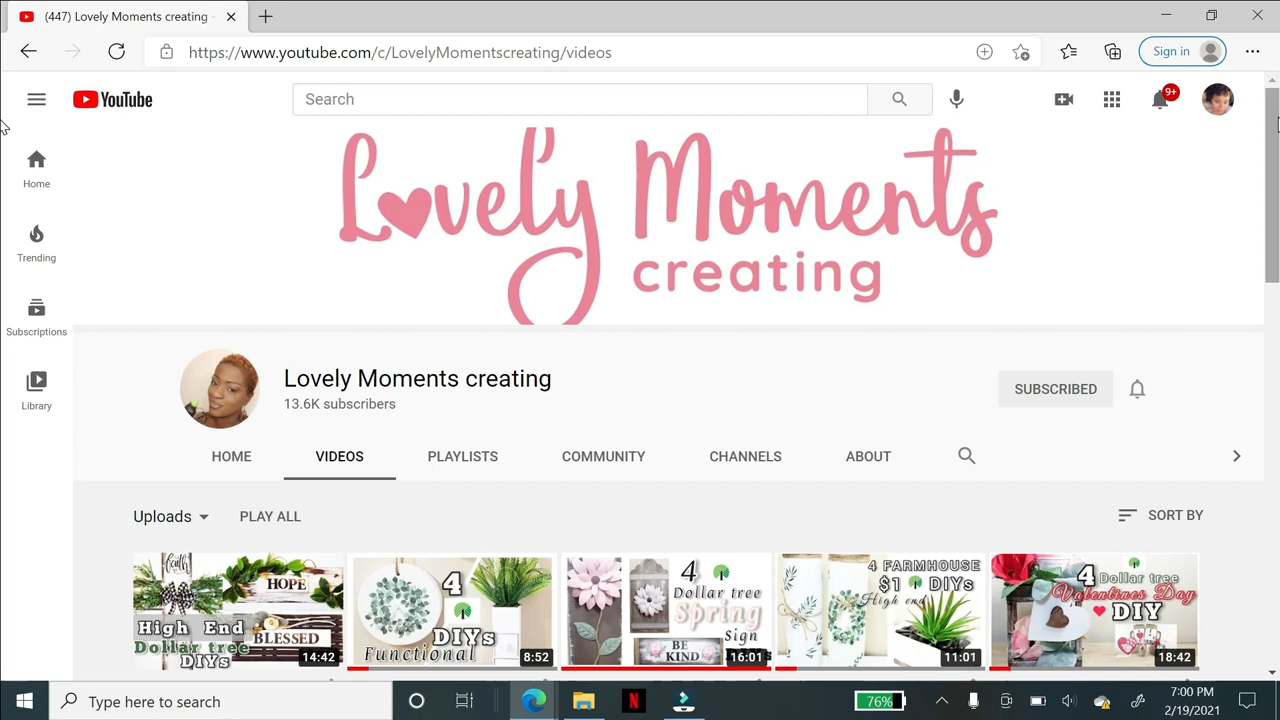 (447) Lovely Moments creating -
https://www.youtube.com/c/LovelyMomentscreating/videos
Sign in
YouTube
Search
9+
Home
Trending
Subscriptions
Library
Lovely Moments
creating
Lovely Moments creating
13.6K subscribers
SUBSCRIBED
HOME
VIDEOS
PLAYLISTS
COMMUNITY
CHANNELS
ABOUT
Uploads
PLAY ALL
SORT BY
faith
HOPE
High End
BLESSED
Dollar tree
DIYs
14:42
4
DIYs
Functional
8:52
4
Dollar tree
Spring
sign
BE
KIND
16:01
4 FARMHOUSE
$1 DIYs
High end
11:01
4 Dollar tree
Valentines Day
DIY
18:42
Type here to search
76%
7:00 PM
2/19/2021